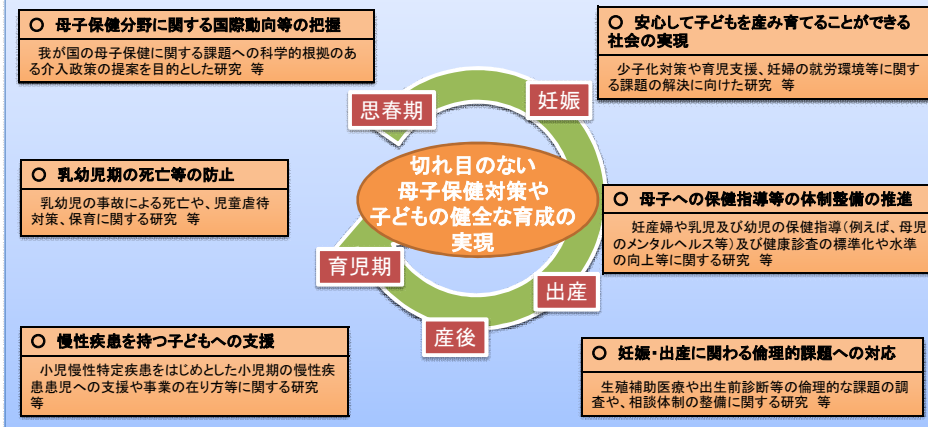 ○ 母子保健分野に関する国際動向等の把握
我が国の母子保健に関する課題への科学的根拠のあ
る介入政策の提案を目的とした研究 等
○ 安心して子どもを産み育てることができる
社会の実現
少子化対策や育児支援、妊婦の就労環境等に関す
る課題の解決に向けた研究 等
思春期
妊娠
切れ目のない
母子保健対策や
子どもの健全な育成の
実現
○ 乳幼児期の死亡等の防止
乳幼児の事故による死亡や、児童虐待
対策、保育に関する研究 等
○ 母子への保健指導等の体制整備の推進
妊産婦や乳児及び幼児の保健指導(例えば、母児
のメンタルヘルス等)及び健康診査の標準化や水準
の向上等に関する研究 等
育児期
出産
産後
○ 慢性疾患を持つ子どもへの支援
小児慢性特定疾患をはじめとした小児期の慢性疾
患患児への支援や事業の在り方等に関する研究
等
○ 妊娠・出産に関わる倫理的課題への対応
生殖補助医療や出生前診断等の倫理的な課題の調
査や、相談体制の整備に関する研究 等